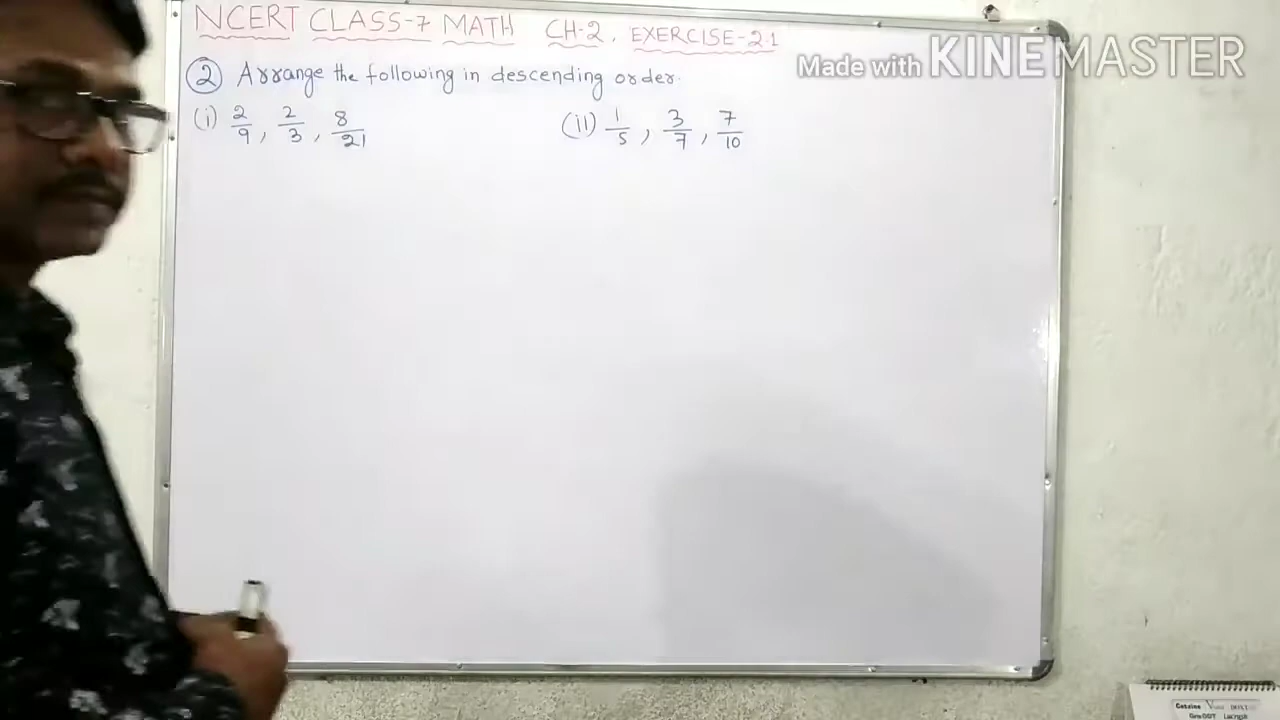 NCERT CLASS-7 MATH CH-2, EXERCISE-2.1
Made with KINEMASTER
② Arrange the following in descending order.
(i) 2/9, 2/3, 8/21 (ii) 1/5, 3/7, 7/10